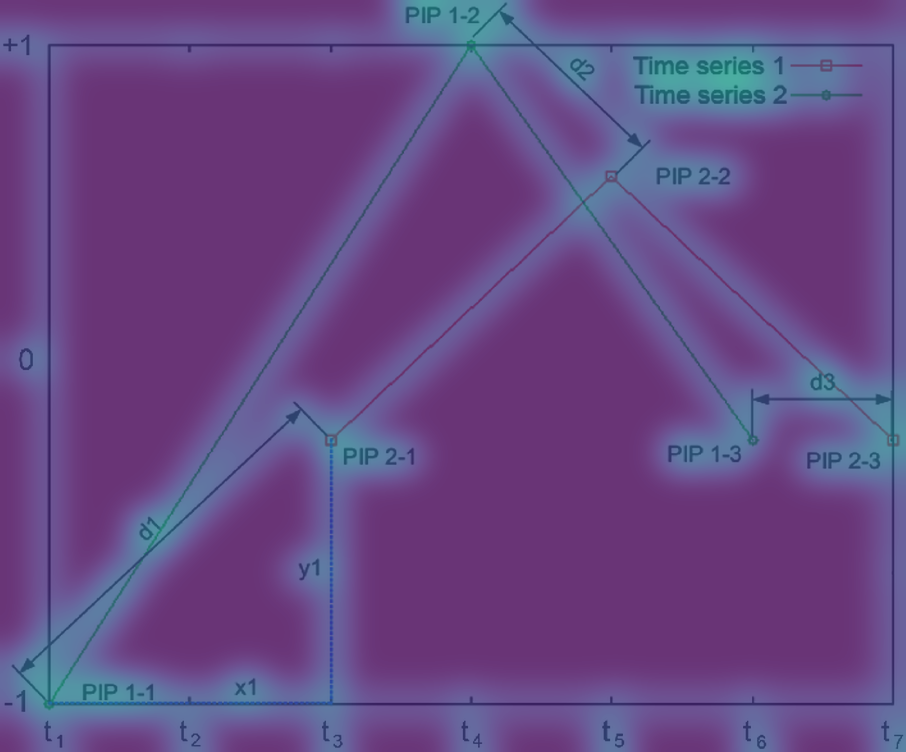 PIP 1-2
+1
d2
Time series 1
Time series 2
PIP 2-2
0
d3
PIP 2-1
PIP 1-3
PIP 2-3
d1
y1
PIP 1-1
x1
-1
t1 t2 t3 t4 t5 t6 t7